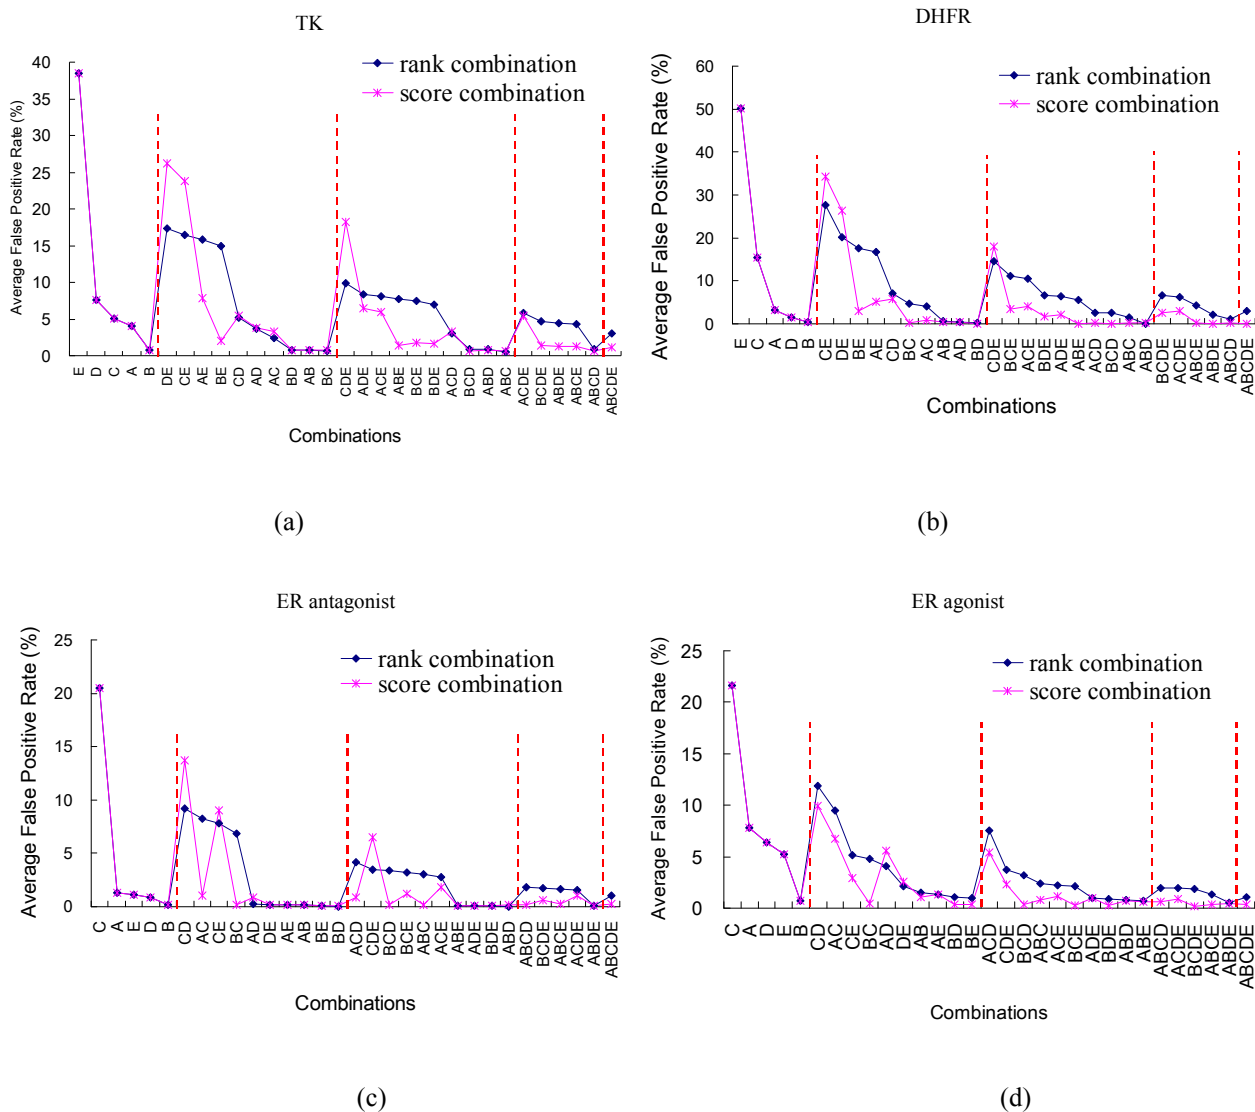 TK
rank combination
score combination
Average False Positive Rate (%)
40
35
30
25
20
15
10
5
0
E D C A B DE CE AE BE CD AD AC BD AB BC CDE ADE ACE ABE BCE BDE ACD BCD ABD ABC ACDE BCDE ABDE ABCE ABCD ABCDE
Combinations
(a)
DHFR
rank combination
score combination
Average False Positive Rate (%)
60
50
40
30
20
10
0
E C A D B CE DE BE AE CD BC AC AB AD BD CDE BCE ACE BDE ADE ABE ACD BCD ABC ABD BCDE ACDE ABCE ABDE ABCD ABCDE
Combinations
(b)
ER antagonist
rank combination
score combination
Average False Positive Rate (%)
25
20
15
10
5
0
C A E D B CD AC CE BC AD DE AE AB BE BD ACD CDE BCD BCE ABC ACE ABE ADE BDE ABD ABCD BCDE ABCE ACDE ABDE ABCDE
Combinations
(c)
ER agonist
rank combination
score combination
Average False Positive Rate (%)
25
20
15
10
5
0
C A D E B CD AC CE BC AD DE AB AE BD BE ACD CDE BCD ABC ACE BCE ADE BDE ABD ABE ABCD ACDE BCDE ABCE ABDE ABCDE
Combinations
(d)